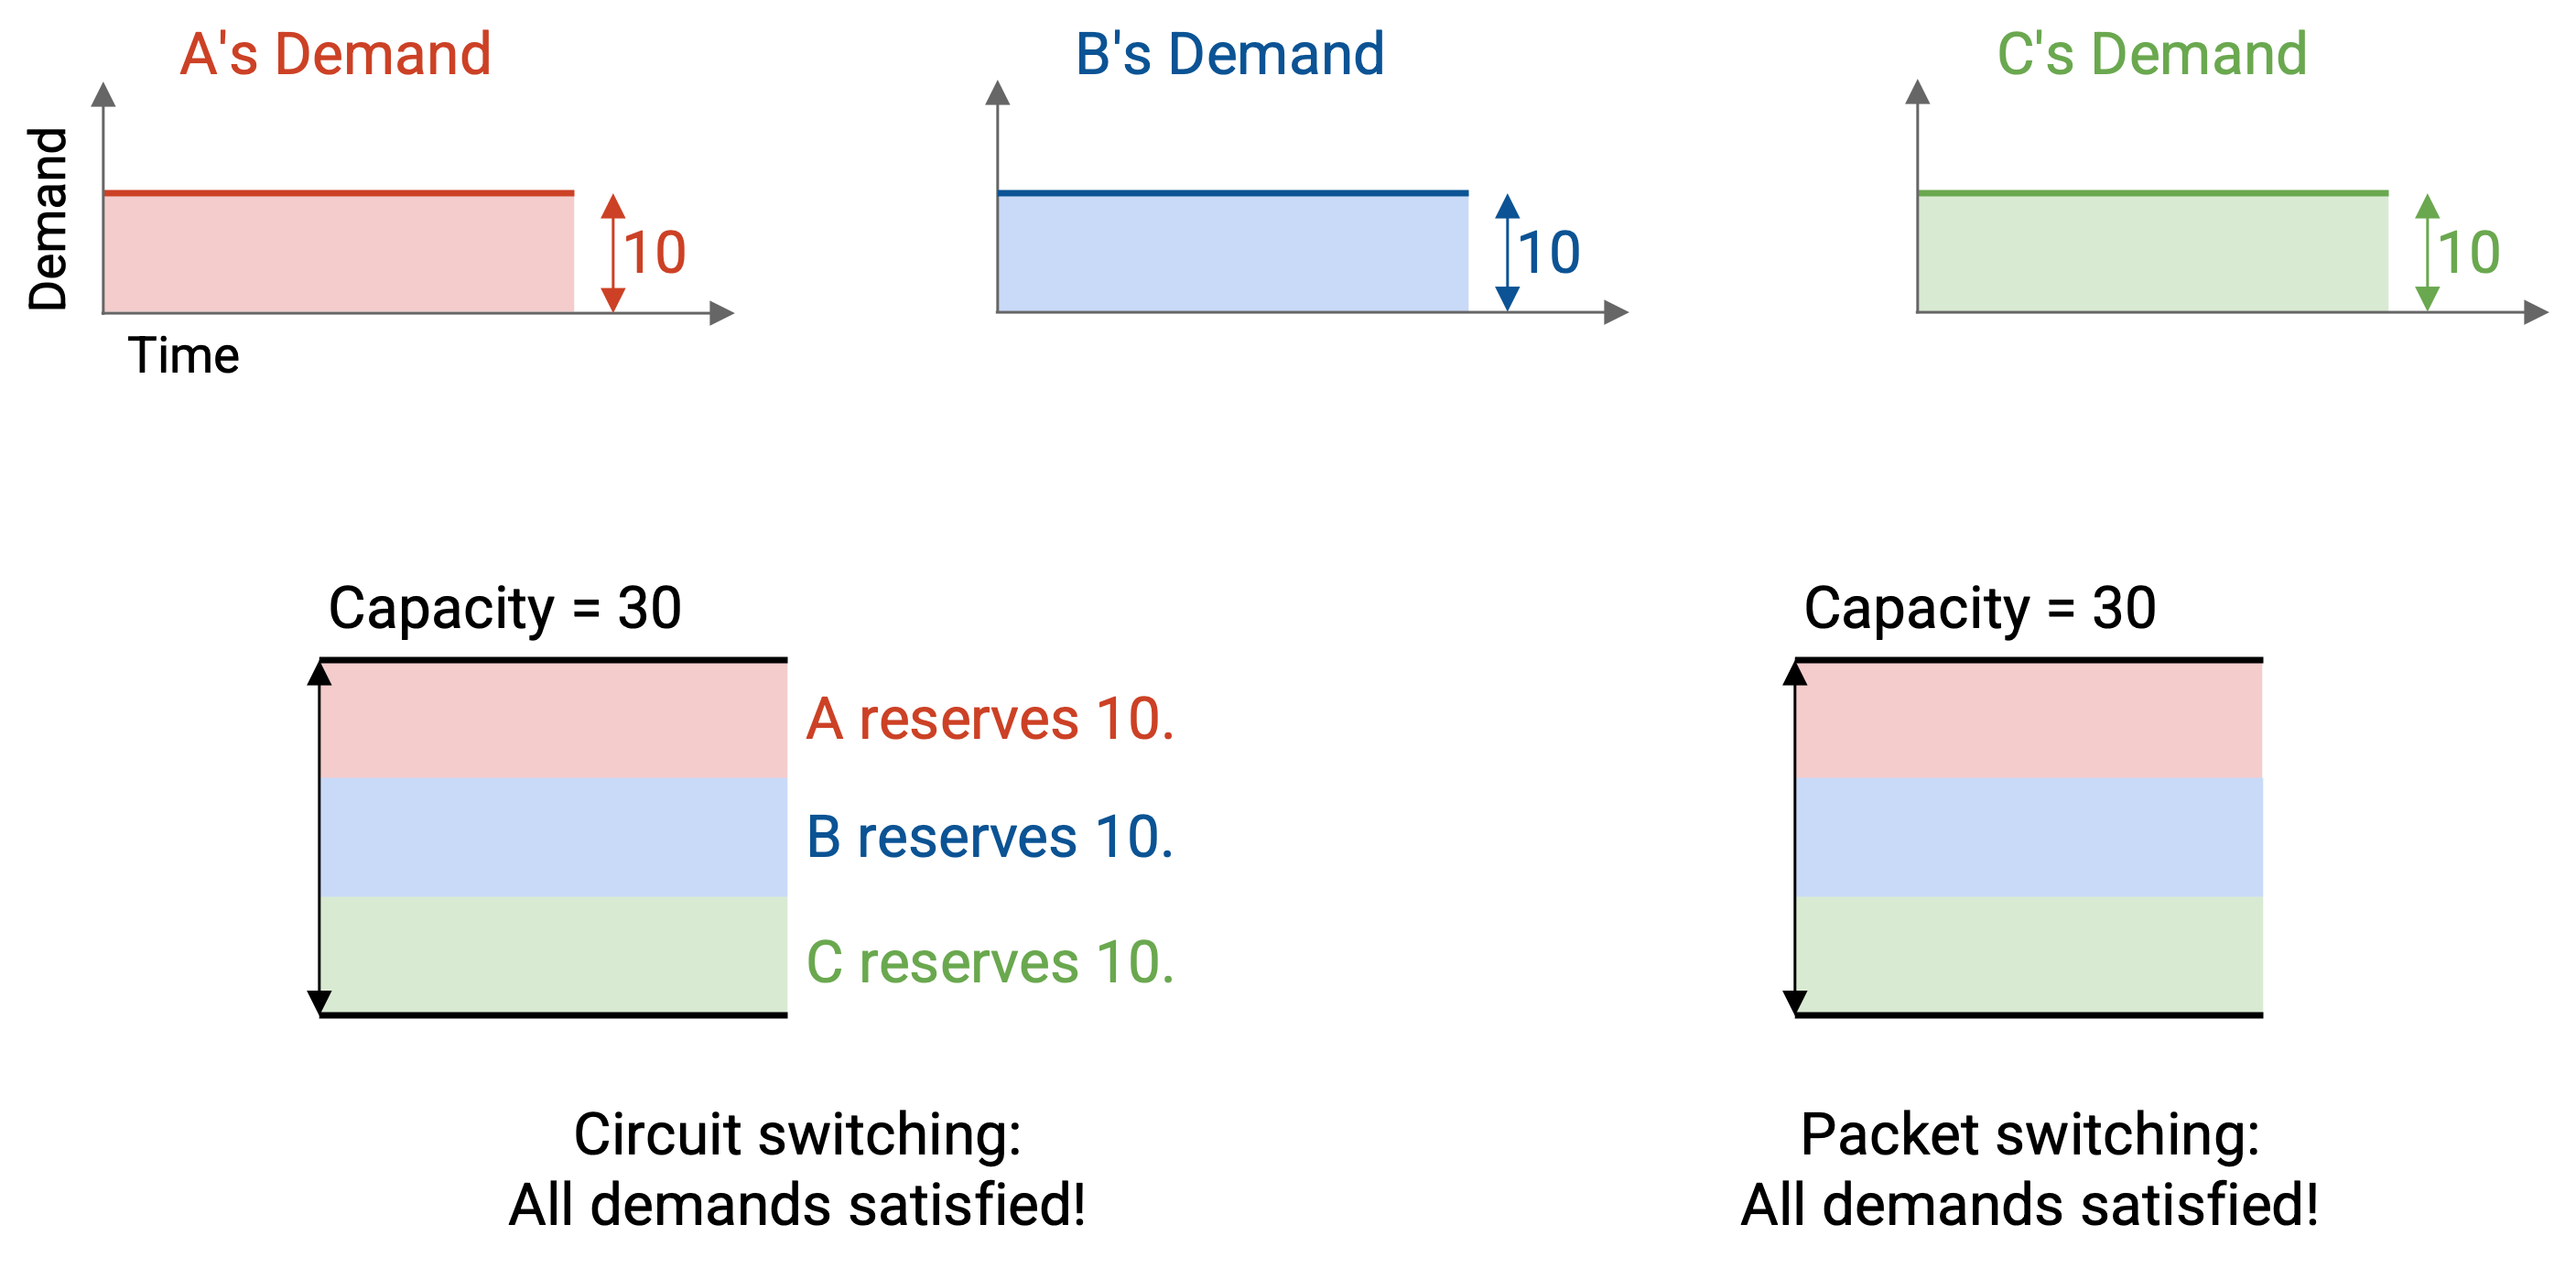 A's Demand
B's Demand
C's Demand
Demand
10
10
10
Time
Capacity = 30
A reserves 10.
B reserves 10.
C reserves 10.
Circuit switching:
All demands satisfied!
Capacity = 30
Packet switching:
All demands satisfied!